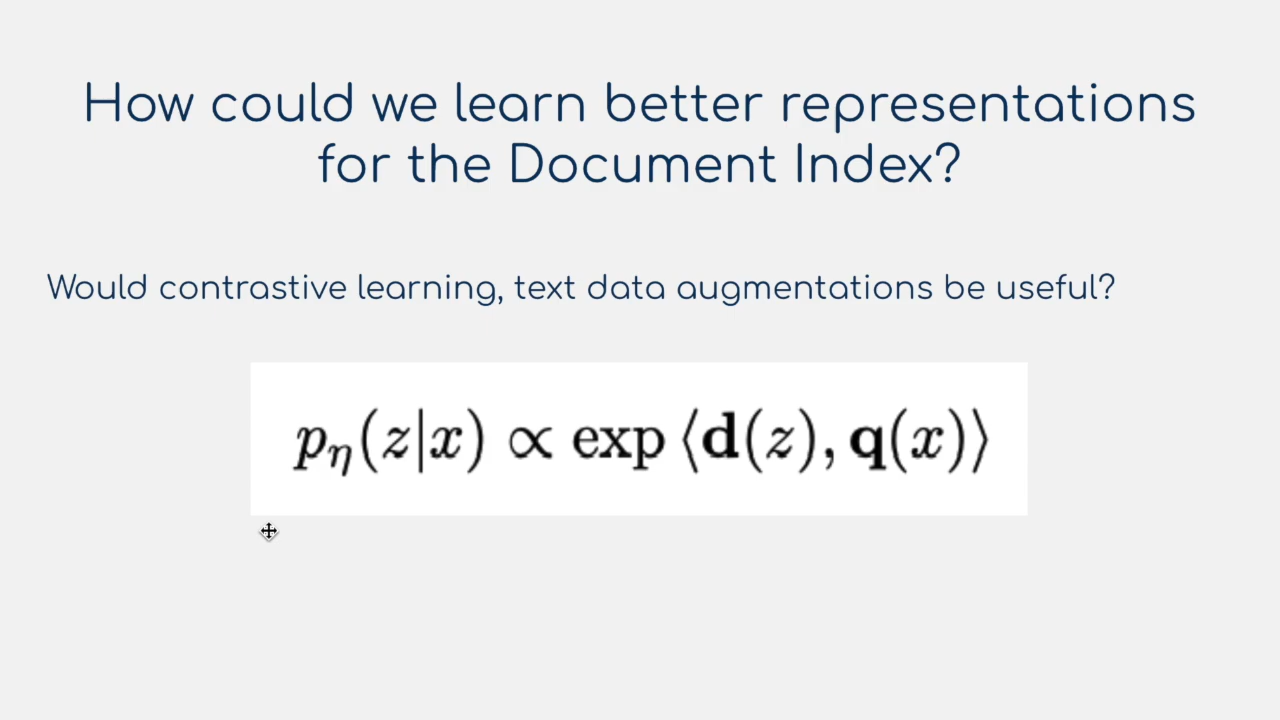 How could we learn better representations
for the Document Index?
Would contrastive learning, text data augmentations be useful?
pη(z|x) ∝ exp ⟨d(z), q(x)⟩